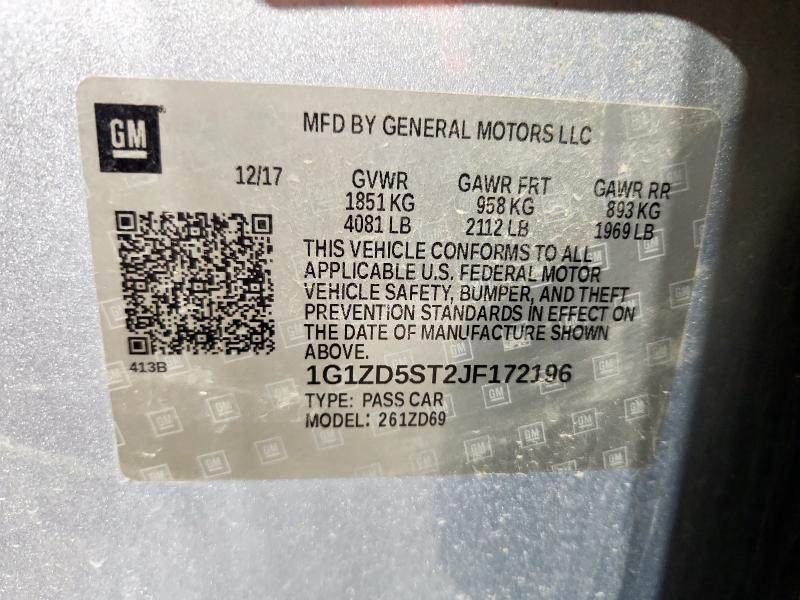 GM
MFD BY GENERAL MOTORS LLC
12/17 GVWR GAWR FRT GAWR RR
1851 KG 958 KG 893 KG
4081 LB 2112 LB 1969 LB
THIS VEHICLE CONFORMS TO ALL
APPLICABLE U.S. FEDERAL MOTOR
VEHICLE SAFETY, BUMPER, AND THEFT
PREVENTION STANDARDS IN EFFECT ON
THE DATE OF MANUFACTURE SHOWN
ABOVE.
413B
1G1ZD5ST2JF172196
TYPE: PASS CAR
MODEL: 261ZD69